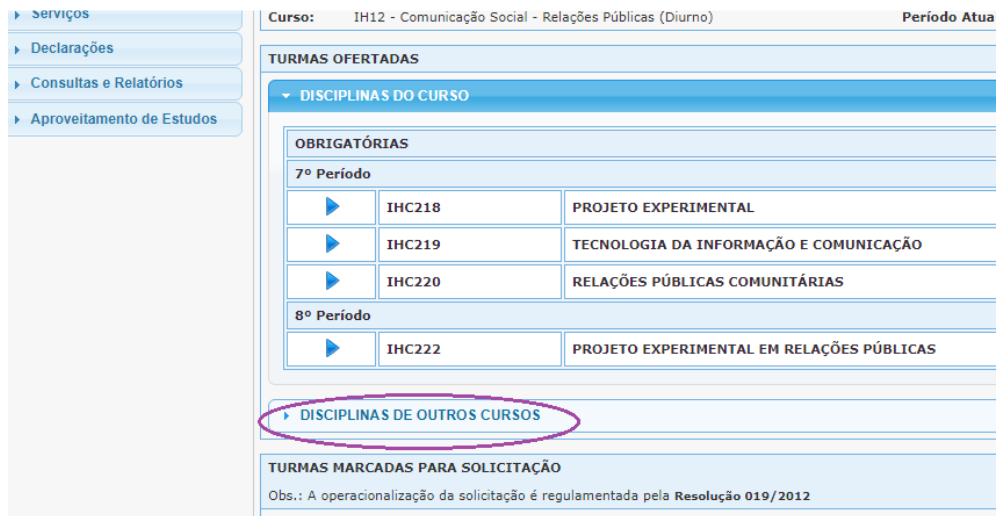 Serviços
Declarações
Consultas e Relatórios
Aproveitamento de Estudos
Curso: IH12 - Comunicação Social - Relações Públicas (Diurno) Período Atua
TURMAS OFERTADAS
DISCIPLINAS DO CURSO
OBRIGATÓRIAS
7º Período
IHC218 PROJETO EXPERIMENTAL
IHC219 TECNOLOGIA DA INFORMAÇÃO E COMUNICAÇÃO
IHC220 RELAÇÕES PÚBLICAS COMUNITÁRIAS
8º Período
IHC222 PROJETO EXPERIMENTAL EM RELAÇÕES PÚBLICAS
DISCIPLINAS DE OUTROS CURSOS
TURMAS MARCADAS PARA SOLICITAÇÃO
Obs.: A operacionalização da solicitação é regulamentada pela Resolução 019/2012